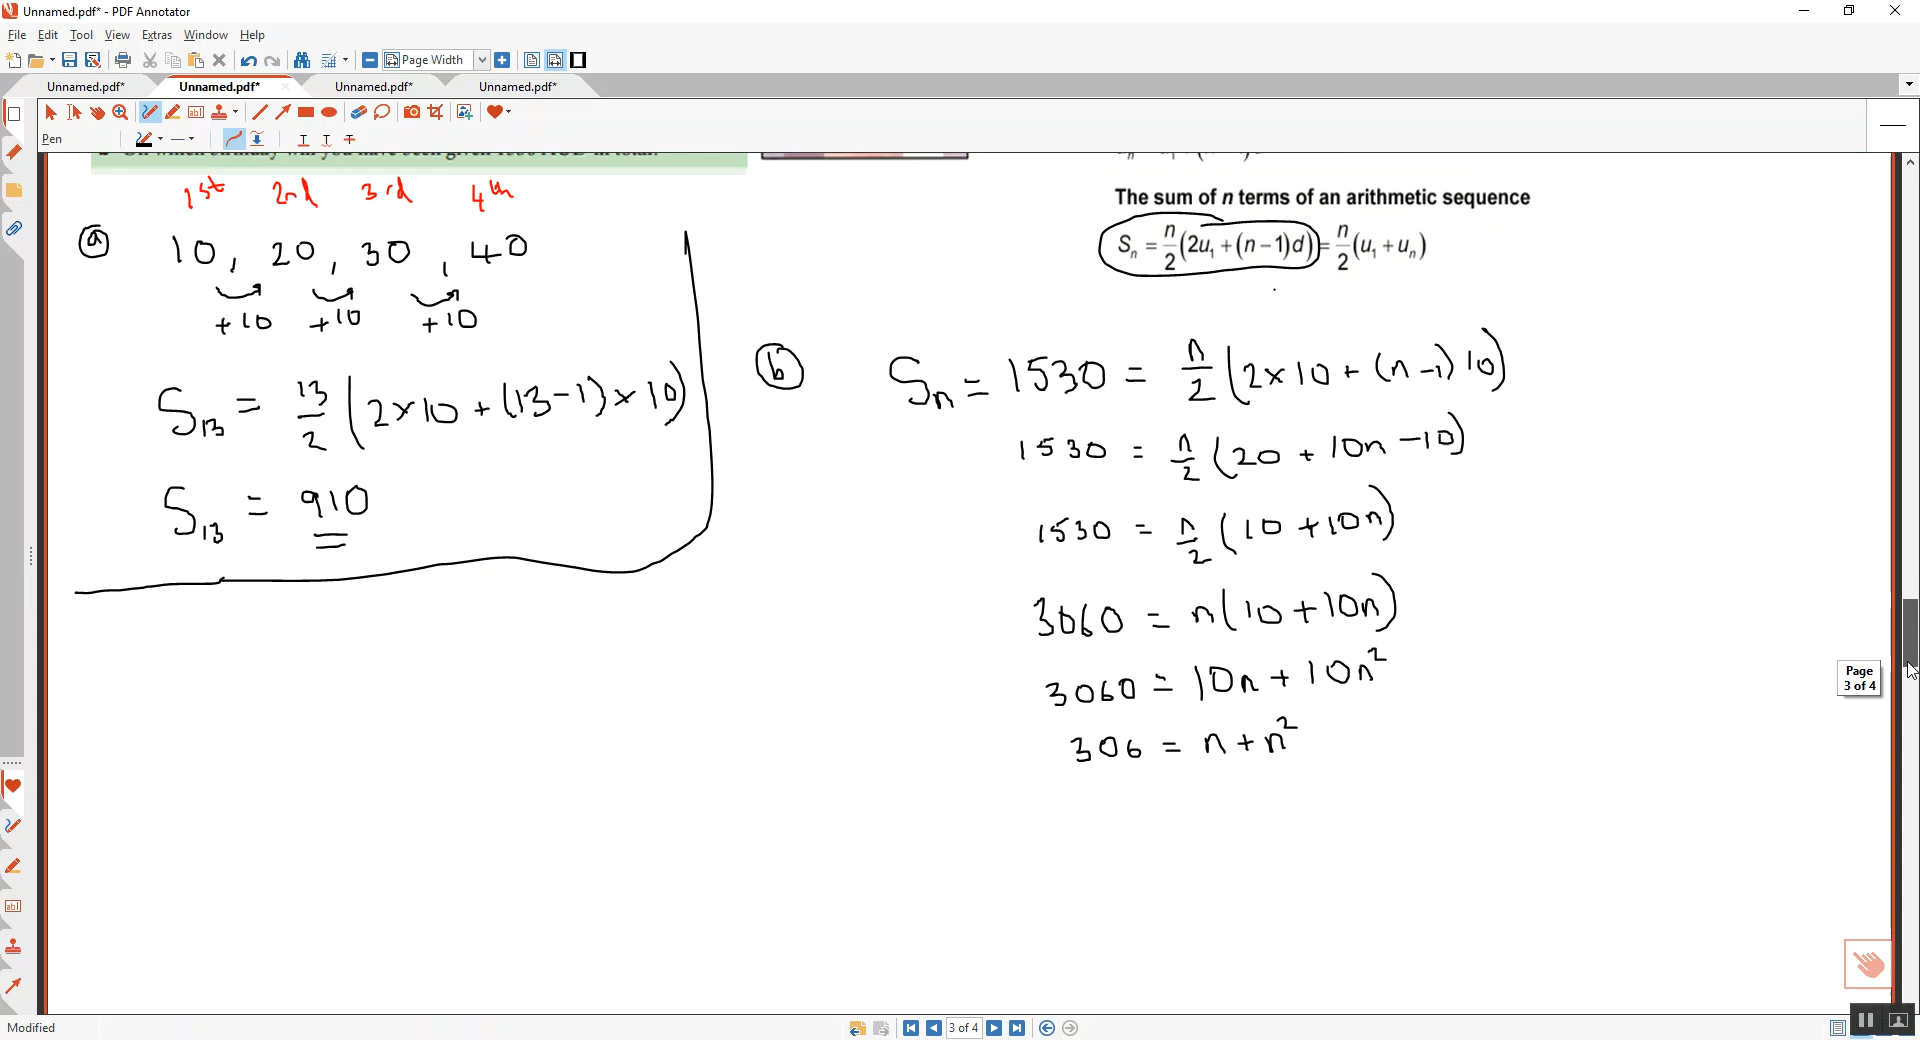 Unnamed.pdf* - PDF Annotator
File Edit Tool View Extras Window Help
Page Width
Unnamed.pdf* Unnamed.pdf* Unnamed.pdf* Unnamed.pdf*
Pen
1st 2nd 3rd 4th
a 10, 20, 30, 40
+10 +10 +10
S13 = 13/2 (2×10 + (13-1)×10)
S13 = 910
The sum of n terms of an arithmetic sequence
Sn = n/2 (2u1 + (n−1)d) = n/2 (u1 + un)
b Sn = 1530 = n/2 (2×10 + (n-1)10)
1530 = n/2 (20 + 10n -10)
1530 = n/2 (10 + 10n)
3060 = n(10 + 10n)
3060 = 10n + 10n²
306 = n + n²
Page
3 of 4
Modified
3 of 4